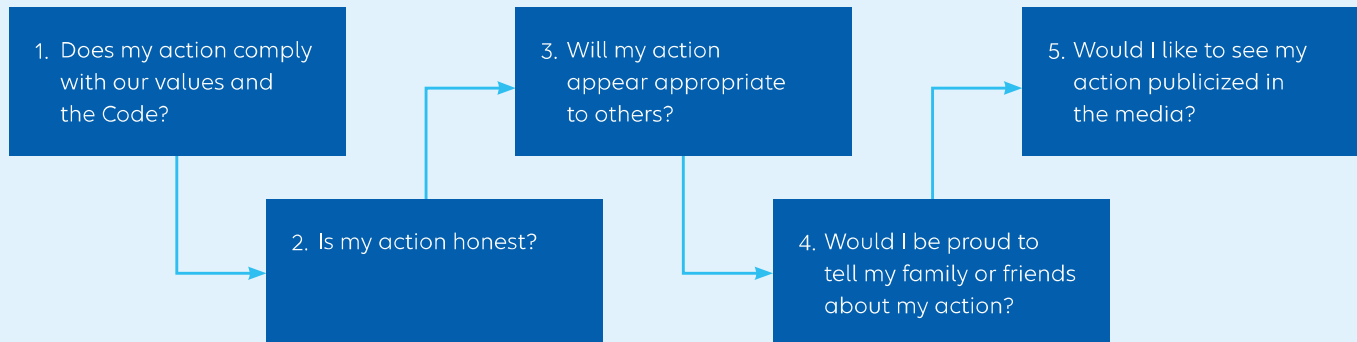 1. Does my action comply
with our values and
the Code?
2. Is my action honest?
3. Will my action
appear appropriate
to others?
4. Would I be proud to
tell my family or friends
about my action?
5. Would I like to see my
action publicized in
the media?